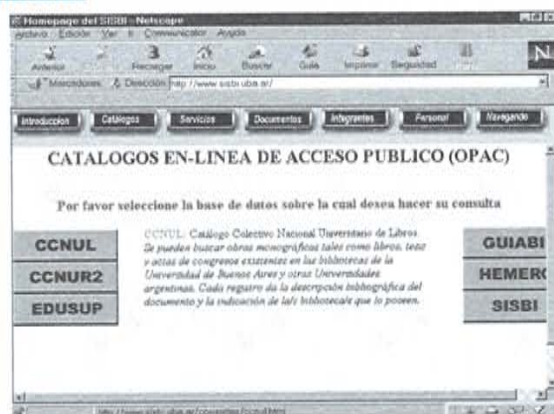 Homepage del SISBI - Netscape
Archivo Edición Ver Ir Communicator Ayuda
Anterior Recargar Inicio Buscar Guía Imprimir Seguridad
Marcadores Dirección http://www.sisbi.uba.ar/
Introduccion Catálogos Servicios Documentos Integrantes Personal Navegando
CATALOGOS EN-LINEA DE ACCESO PUBLICO (OPAC)
Por favor seleccione la base de datos sobre la cual desea hacer su consulta
CCNUL
CCNUR2
EDUSUP
CCNUL: Catálogo Colectivo Nacional Universitario de Libros.
Se pueden buscar obras monográficas tales como libros, tesis
y actas de congresos existentes en las bibliotecas de la
Universidad de Buenos Aires y otras Universidades
argentinas. Cada registro da la descripción bibliográfica del
documento y la indicación de la/s biblioteca/s que lo poseen.
GUIABI
HEMERO
SISBI